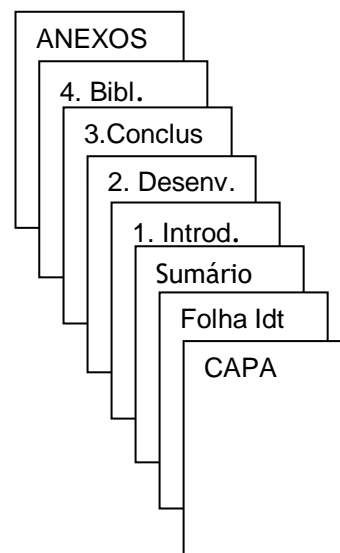 ANEXOS
4. Bibl.
3.Conclus
2. Desenv.
1. Introd.
Sumário
Folha Idt
CAPA